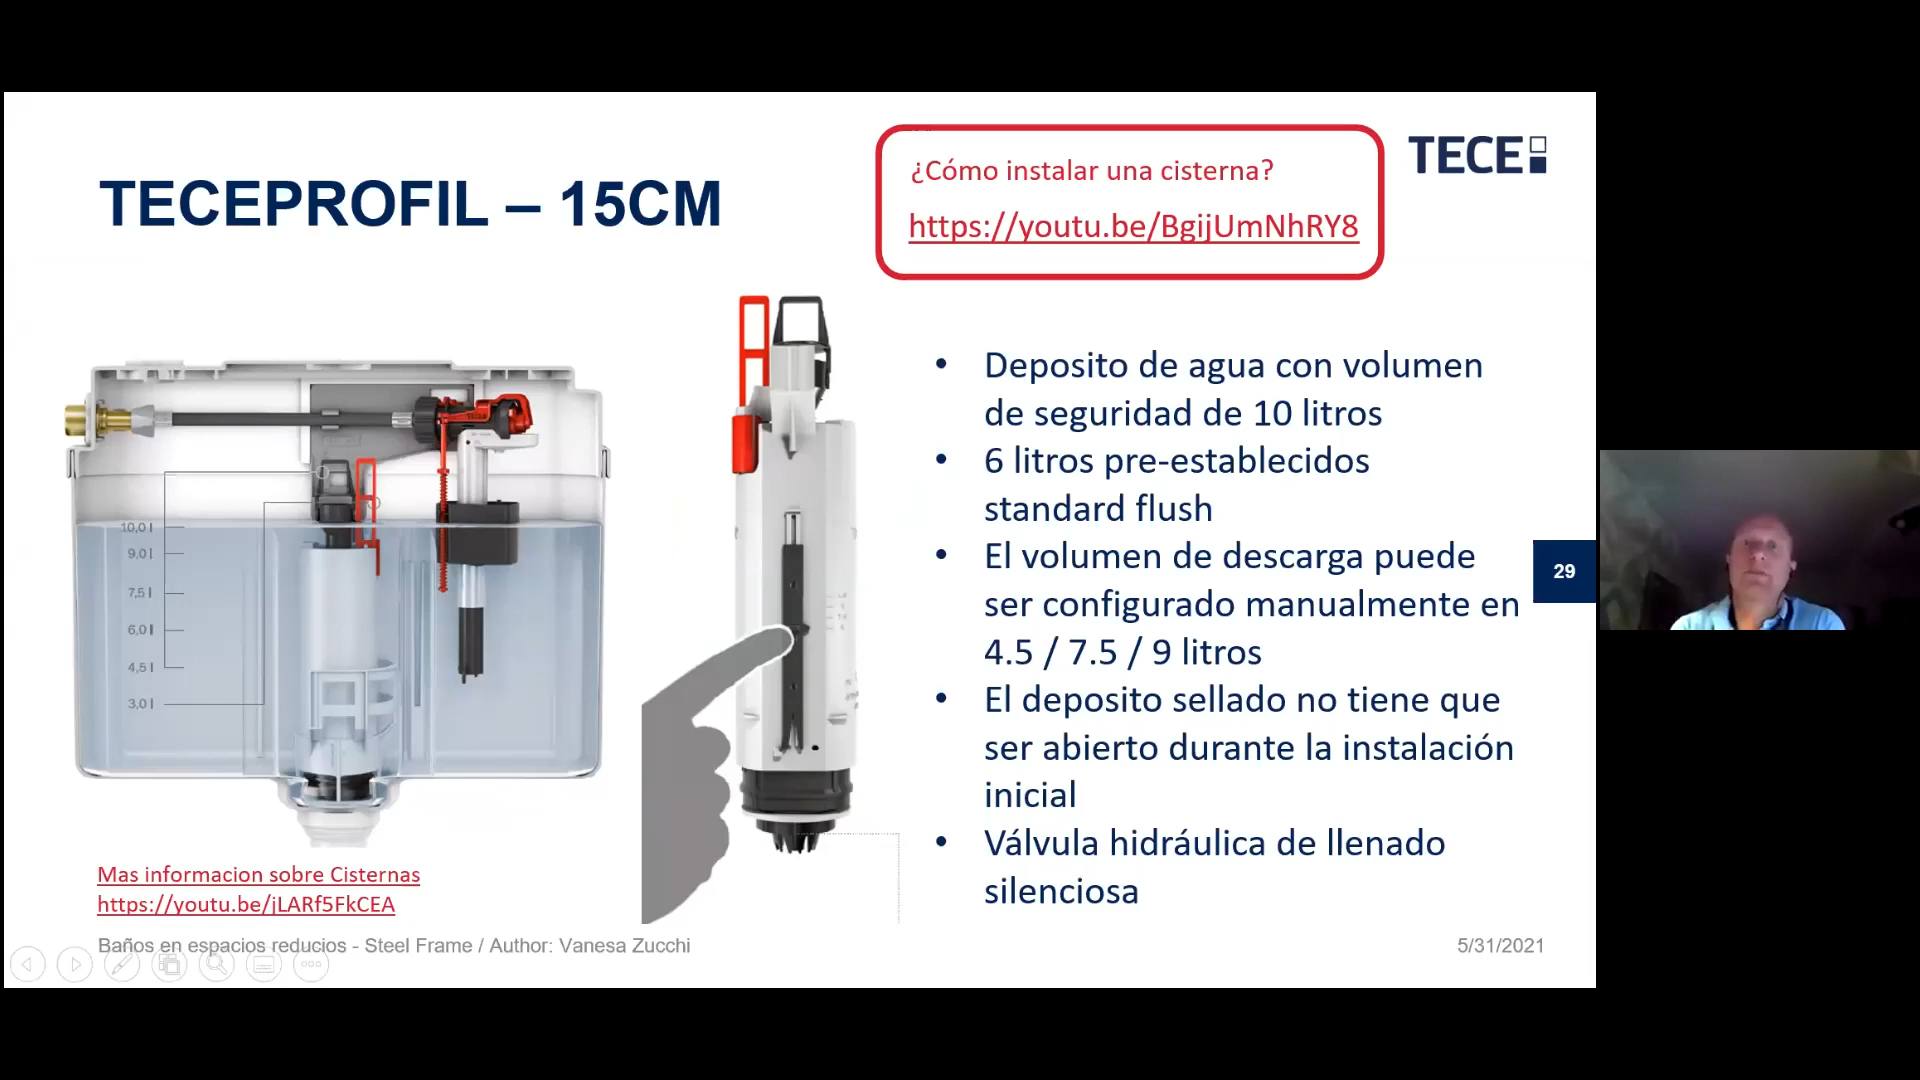 ¿Cómo instalar una cisterna?
https://youtu.be/BgijUmNhRY8
TECE
TECEPROFIL – 15CM
10,0 l
9,0 l
7,5 l
6,0 l
4,5 l
3,0 l
• Deposito de agua con volumen
de seguridad de 10 litros
• 6 litros pre-establecidos
standard flush
• El volumen de descarga puede
ser configurado manualmente en
4.5 / 7.5 / 9 litros
• El deposito sellado no tiene que
ser abierto durante la instalación
inicial
• Válvula hidráulica de llenado
silenciosa
29
Mas informacion sobre Cisternas
https://youtu.be/jLARf5FkCEA
Baños en espacios reducios - Steel Frame / Author: Vanesa Zucchi
5/31/2021